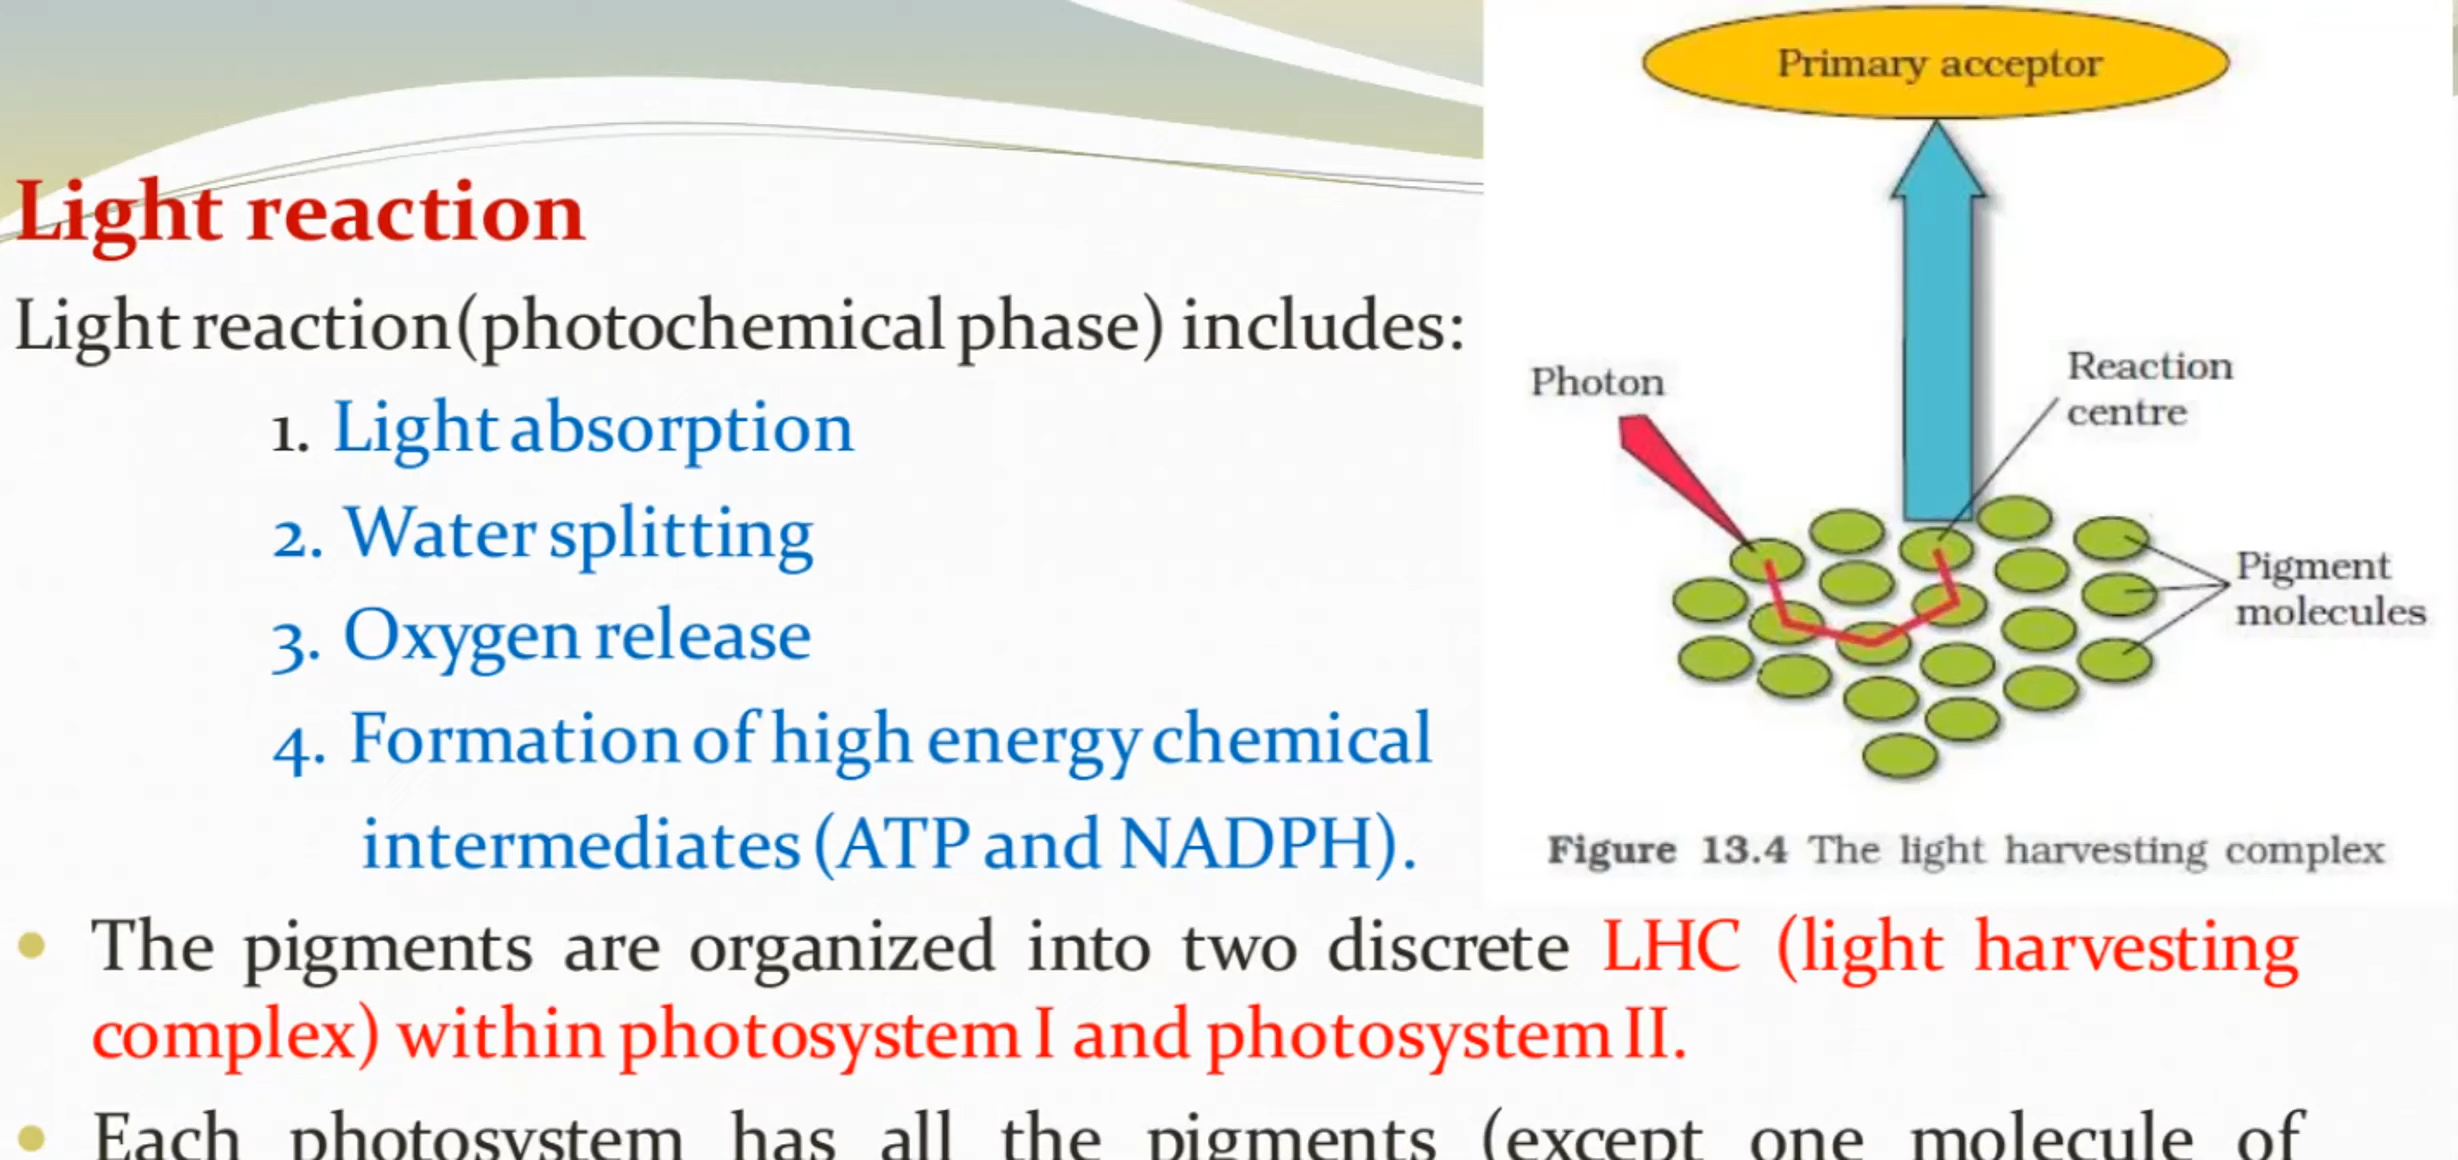 Light reaction
Light reaction(photochemical phase) includes:
1. Light absorption
2. Water splitting
3. Oxygen release
4. Formation of high energy chemical
intermediates (ATP and NADPH).
Primary acceptor
Photon
Reaction
centre
Pigment
molecules
Figure 13.4 The light harvesting complex
• The pigments are organized into two discrete LHC (light harvesting
complex) within photosystem I and photosystem II.
• Each photosystem has all the pigments (except one molecule of